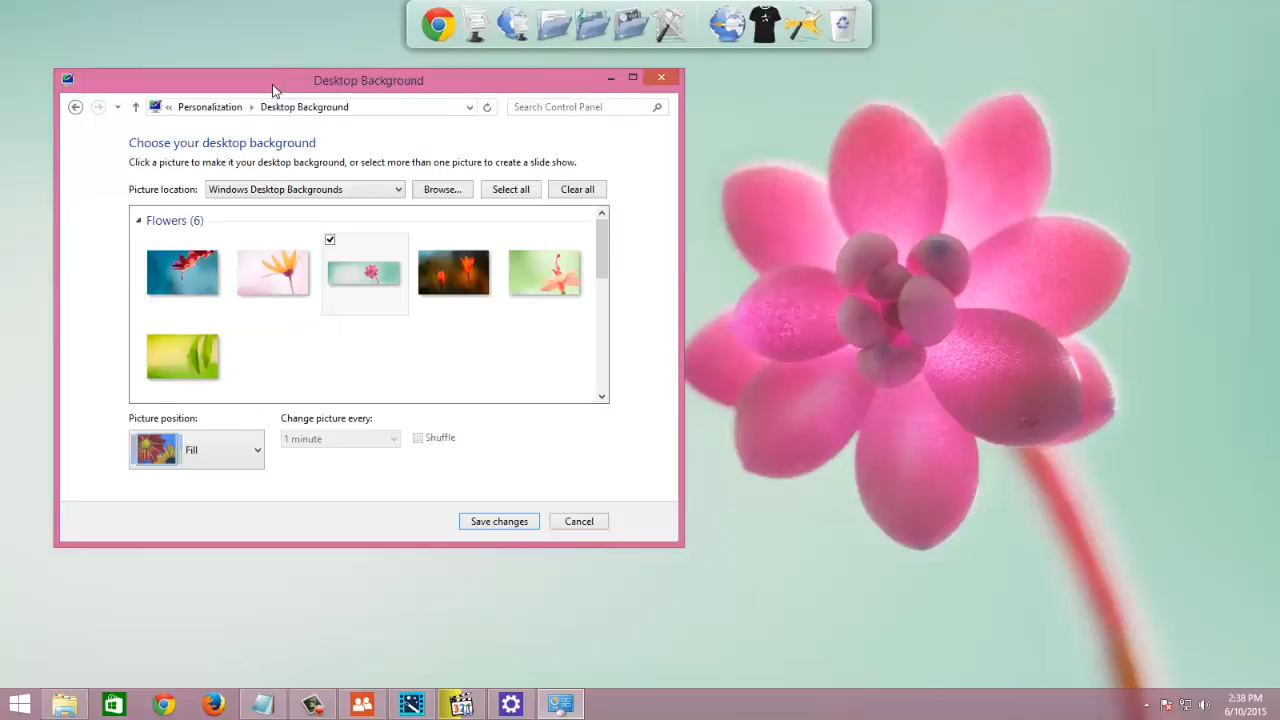 Desktop Background
« Personalization Desktop Background
Search Control Panel
Choose your desktop background
Click a picture to make it your desktop background, or select more than one picture to create a slide show.
Picture location: Windows Desktop Backgrounds Browse... Select all Clear all
Flowers (6)
Picture position: Change picture every:
Fill 1 minute Shuffle
Save changes Cancel
2:38 PM
6/10/2015